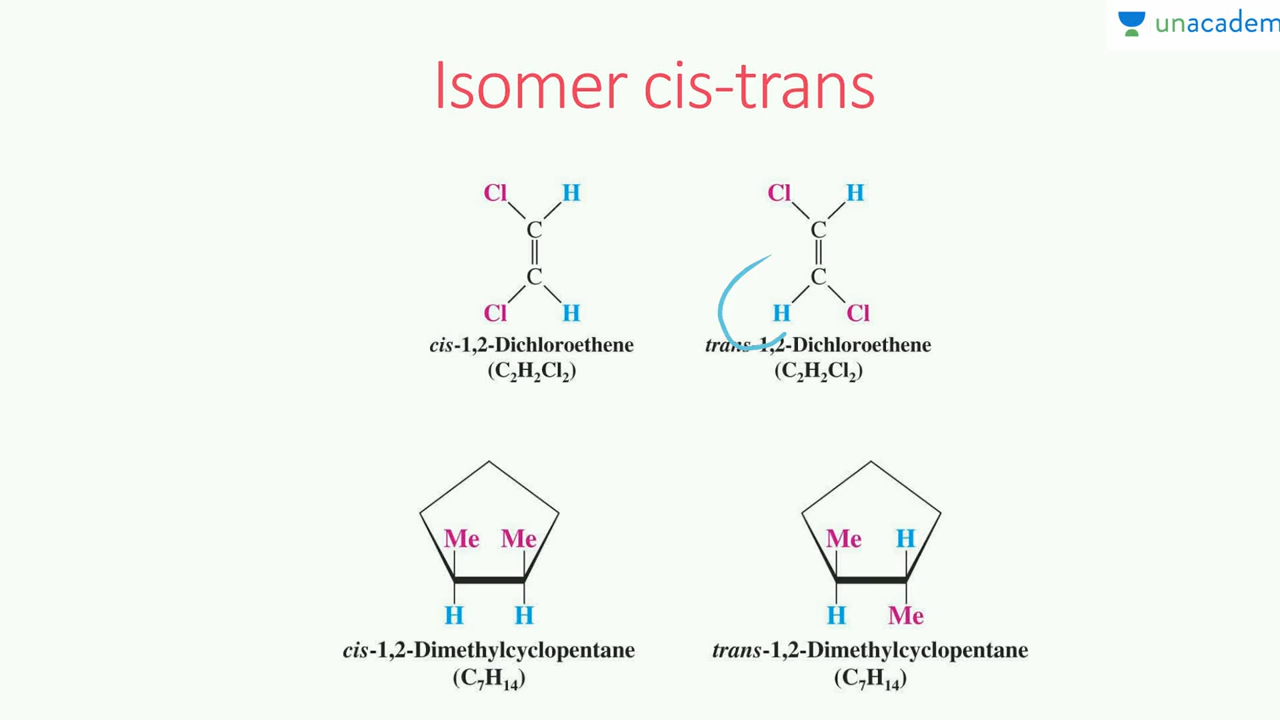 unacadem
Isomer cis-trans
Cl H Cl H
C C
C C
Cl H H Cl
cis-1,2-Dichloroethene trans-1,2-Dichloroethene
(C₂H₂Cl₂) (C₂H₂Cl₂)
Me Me Me H
H H H Me
cis-1,2-Dimethylcyclopentane trans-1,2-Dimethylcyclopentane
(C₇H₁₄) (C₇H₁₄)